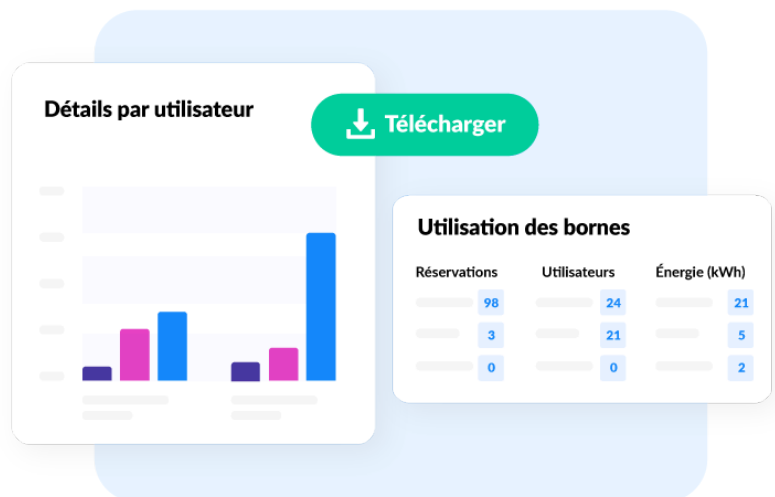 Détails par utilisateur
Télécharger
Utilisation des bornes
Réservations Utilisateurs Énergie (kWh)
98 24 21
3 21 5
0 0 2